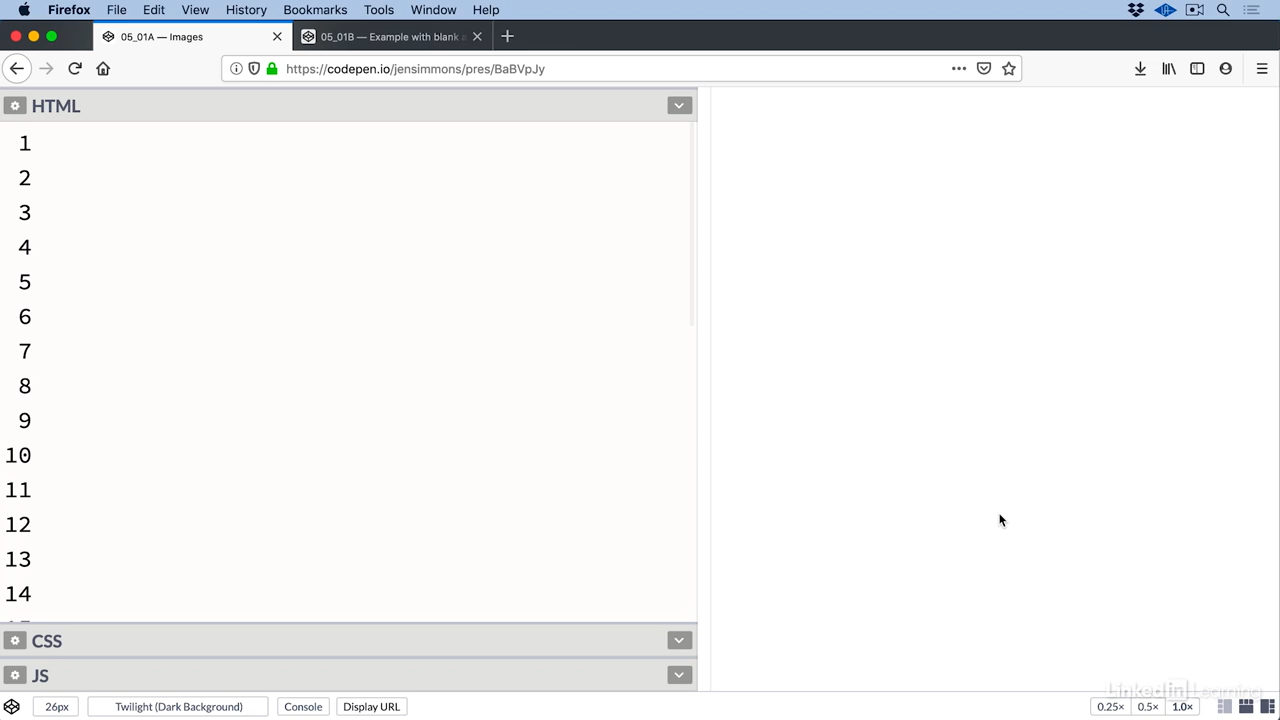 Firefox File Edit View History Bookmarks Tools Window Help
05_01A — Images
05_01B — Example with blank
https://codepen.io/jensimmons/pres/BaBVpJy
HTML
1
2
3
4
5
6
7
8
9
10
11
12
13
14
CSS
JS
26px Twilight (Dark Background) Console Display URL 0.25× 0.5× 1.0×
LinkedIn Learning